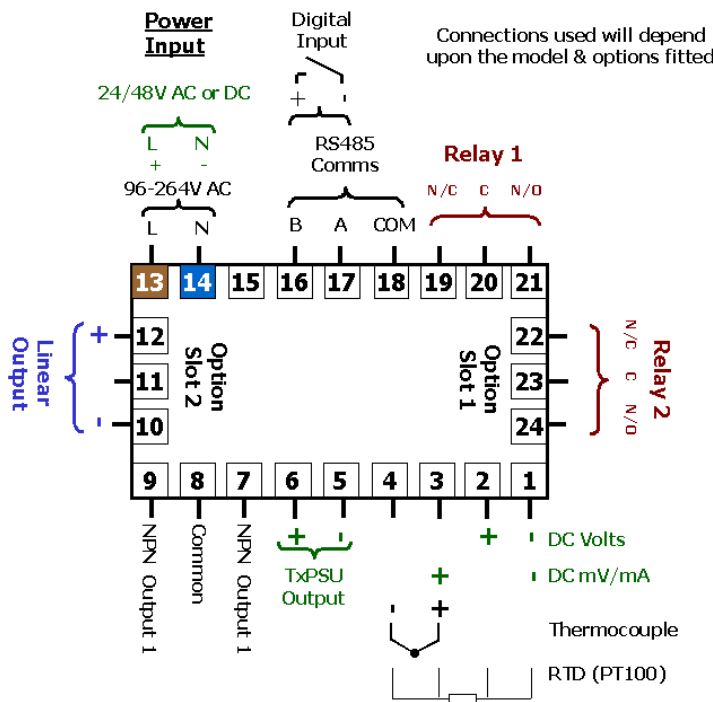 Power
Input
Digital
Input
Connections used will depend
upon the model & options fitted
24/48V AC or DC
L N
+ -
+ -
RS485
Comms
Relay 1
96-264V AC
N/C C N/O
L N
B A COM
13 14 15 16 17 18 19 20 21
Linear
Output
+
-
12
11
10
Option
Slot 2
Option
Slot 1
22
23
24
N/C
C
N/O
Relay 2
9 8 7 6 5 4 3 2 1
NPN Output 1
Common
NPN Output 1
+ -
TxPSU
Output
+ - DC Volts
+ - DC mV/mA
- +
Thermocouple
RTD (PT100)